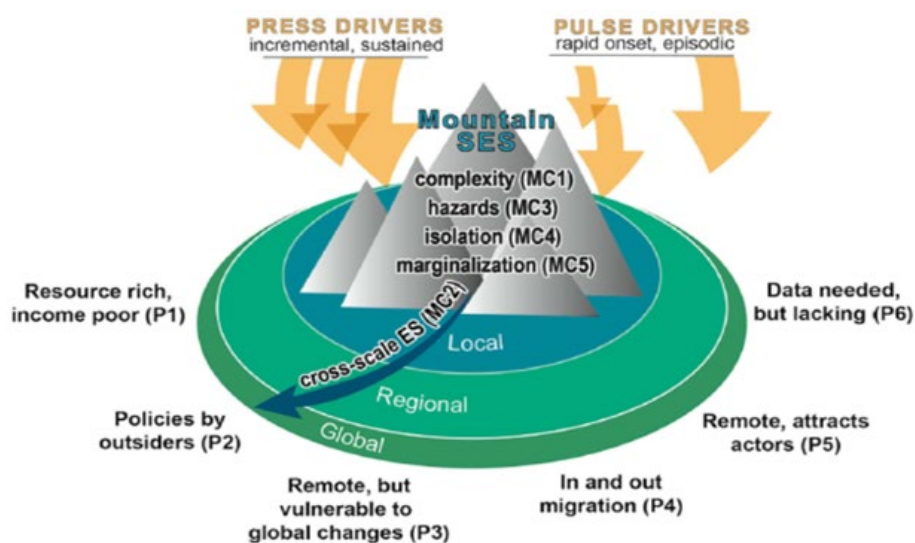 PRESS DRIVERS
incremental, sustained
PULSE DRIVERS
rapid onset, episodic
Mountain
SES
complexity (MC1)
hazards (MC3)
isolation (MC4)
marginalization (MC5)
cross-scale ES (MC2)
Local
Regional
Global
Resource rich,
income poor (P1)
Policies by
outsiders (P2)
Remote, but
vulnerable to
global changes (P3)
In and out
migration (P4)
Remote, attracts
actors (P5)
Data needed,
but lacking (P6)